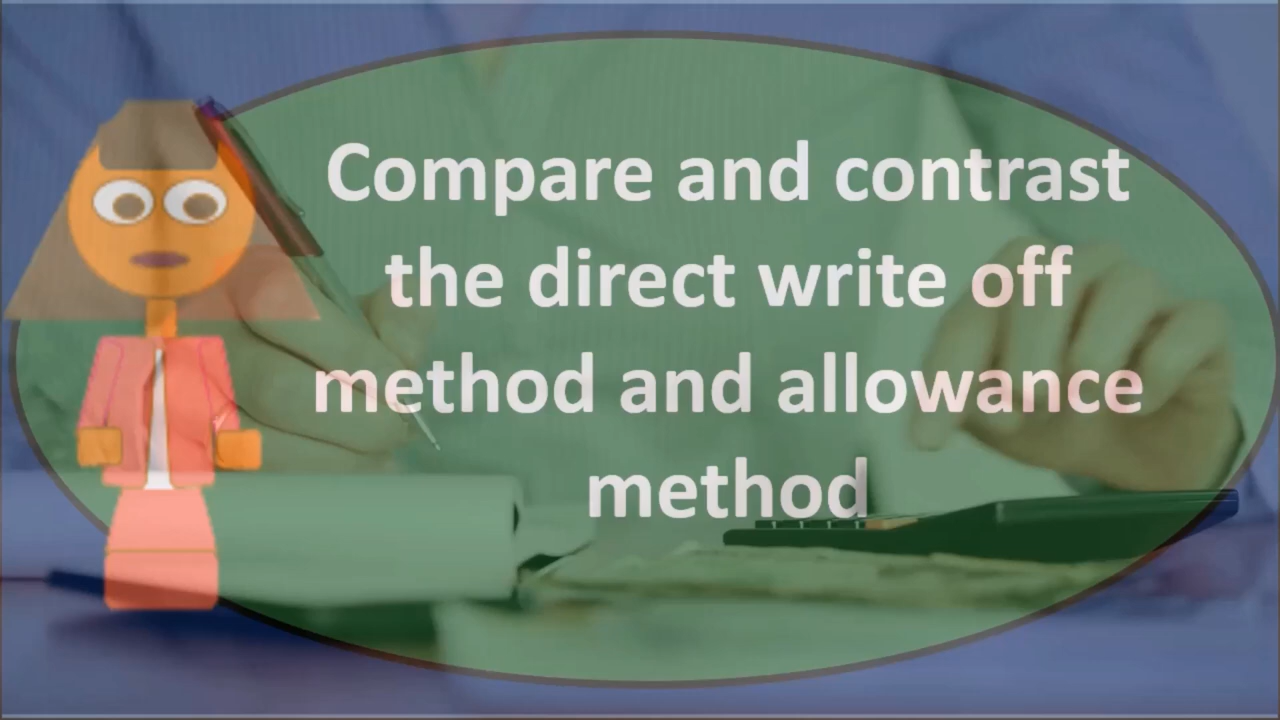 Compare and contrast
the direct write off
method and allowance
method